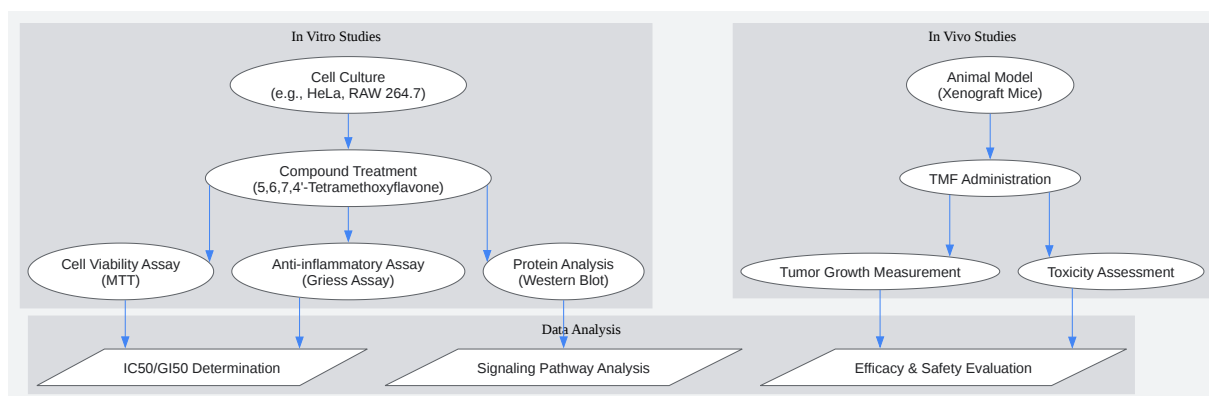 In Vitro Studies
Cell Culture
(e.g., HeLa, RAW 264.7)
Compound Treatment
(5,6,7,4'-Tetramethoxyflavone)
Cell Viability Assay
(MTT)
Anti-inflammatory Assay
(Griess Assay)
Protein Analysis
(Western Blot)
In Vivo Studies
Animal Model
(Xenograft Mice)
TMF Administration
Tumor Growth Measurement
Toxicity Assessment
Data Analysis
IC50/GI50 Determination
Signaling Pathway Analysis
Efficacy & Safety Evaluation